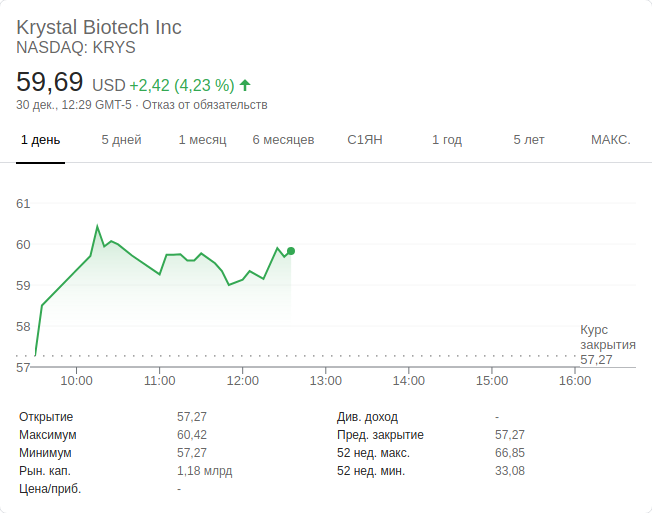 Krystal Biotech Inc
NASDAQ: KRYS
59,69 USD +2,42 (4,23 %)
30 дек., 12:29 GMT-5 · Отказ от обязательств
1 день 5 дней 1 месяц 6 месяцев С1ЯН 1 год 5 лет МАКС.
61
60
59
58
Курс
закрытия
57,27
57
10:00 11:00 12:00 13:00 14:00 15:00 16:00
Открытие 57,27 Див. доход -
Максимум 60,42 Пред. закрытие 57,27
Минимум 57,27 52 нед. макс. 66,85
Рын. кап. 1,18 млрд 52 нед. мин. 33,08
Цена/приб. -